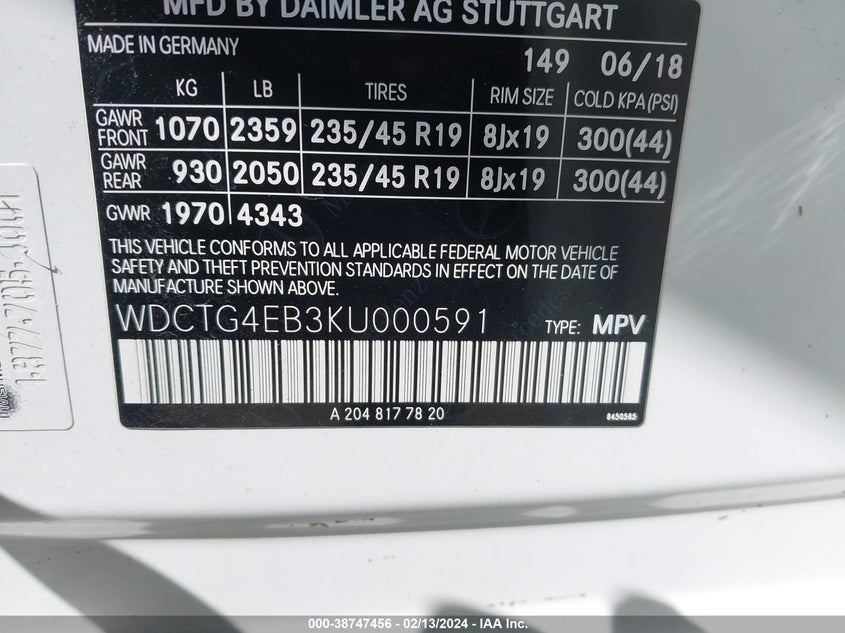 MFD BY DAIMLER AG STUTTGART
MADE IN GERMANY 149 06/18
KG LB TIRES RIM SIZE COLD KPA(PSI)
GAWR FRONT 1070 2359 235/45 R19 8Jx19 300(44)
GAWR REAR 930 2050 235/45 R19 8Jx19 300(44)
GVWR 1970 4343
THIS VEHICLE CONFORMS TO ALL APPLICABLE FEDERAL MOTOR VEHICLE
SAFETY AND THEFT PREVENTION STANDARDS IN EFFECT ON THE DATE OF
MANUFACTURE SHOWN ABOVE.
WDCTG4EB3KU000591 TYPE: MPV
A 204 817 78 20 8450585
000-38747456 - 02/13/2024 - IAA Inc.